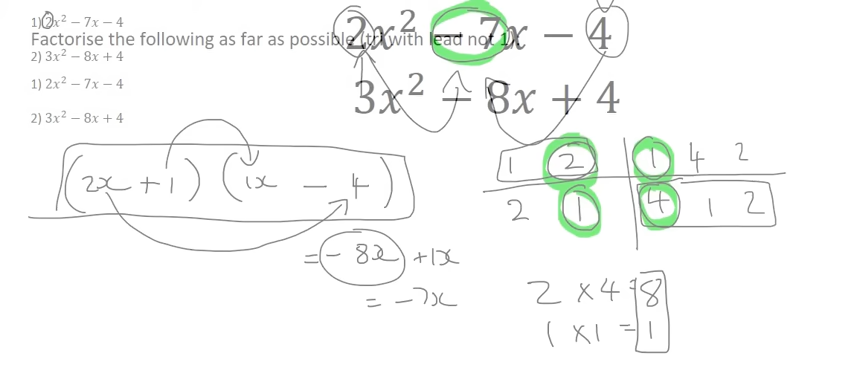 1) 2x² − 7x − 4
Factorise the following as far as possible (tri with lead not 1)
2) 3x² − 8x + 4
1) 2x² − 7x − 4
2) 3x² − 8x + 4
2x² − 7x − 4
3x² − 8x + 4
(2x + 1) (1x − 4)
= − 8x + 1x
= −7x
1 2 | 1 4 2
2 1 | 4 1 2
2 × 4 = 8
1 × 1 = 1